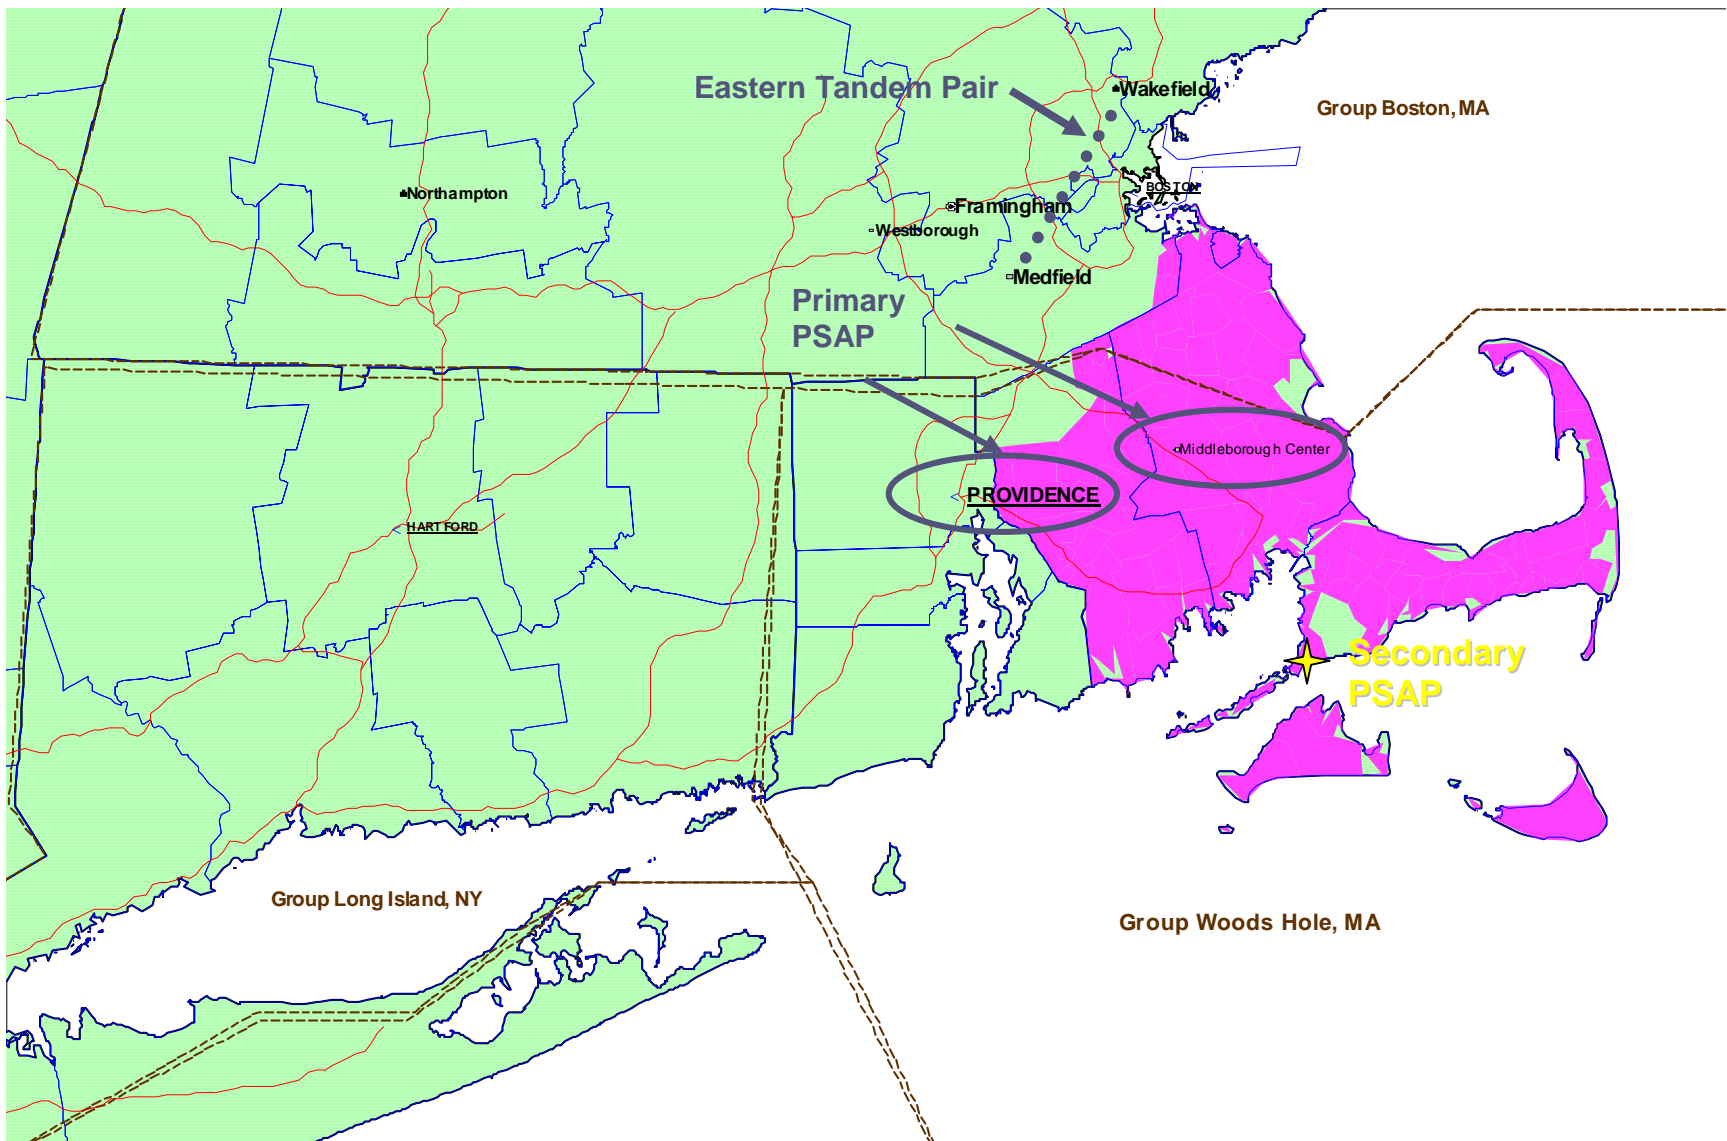 Eastern Tandem Pair
Wakefield
Group Boston, MA
BOSTON
Northampton
Framingham
Westborough
Medfield
Primary
PSAP
Middleborough Center
PROVIDENCE
HARTFORD
Secondary
PSAP
Group Long Island, NY
Group Woods Hole, MA